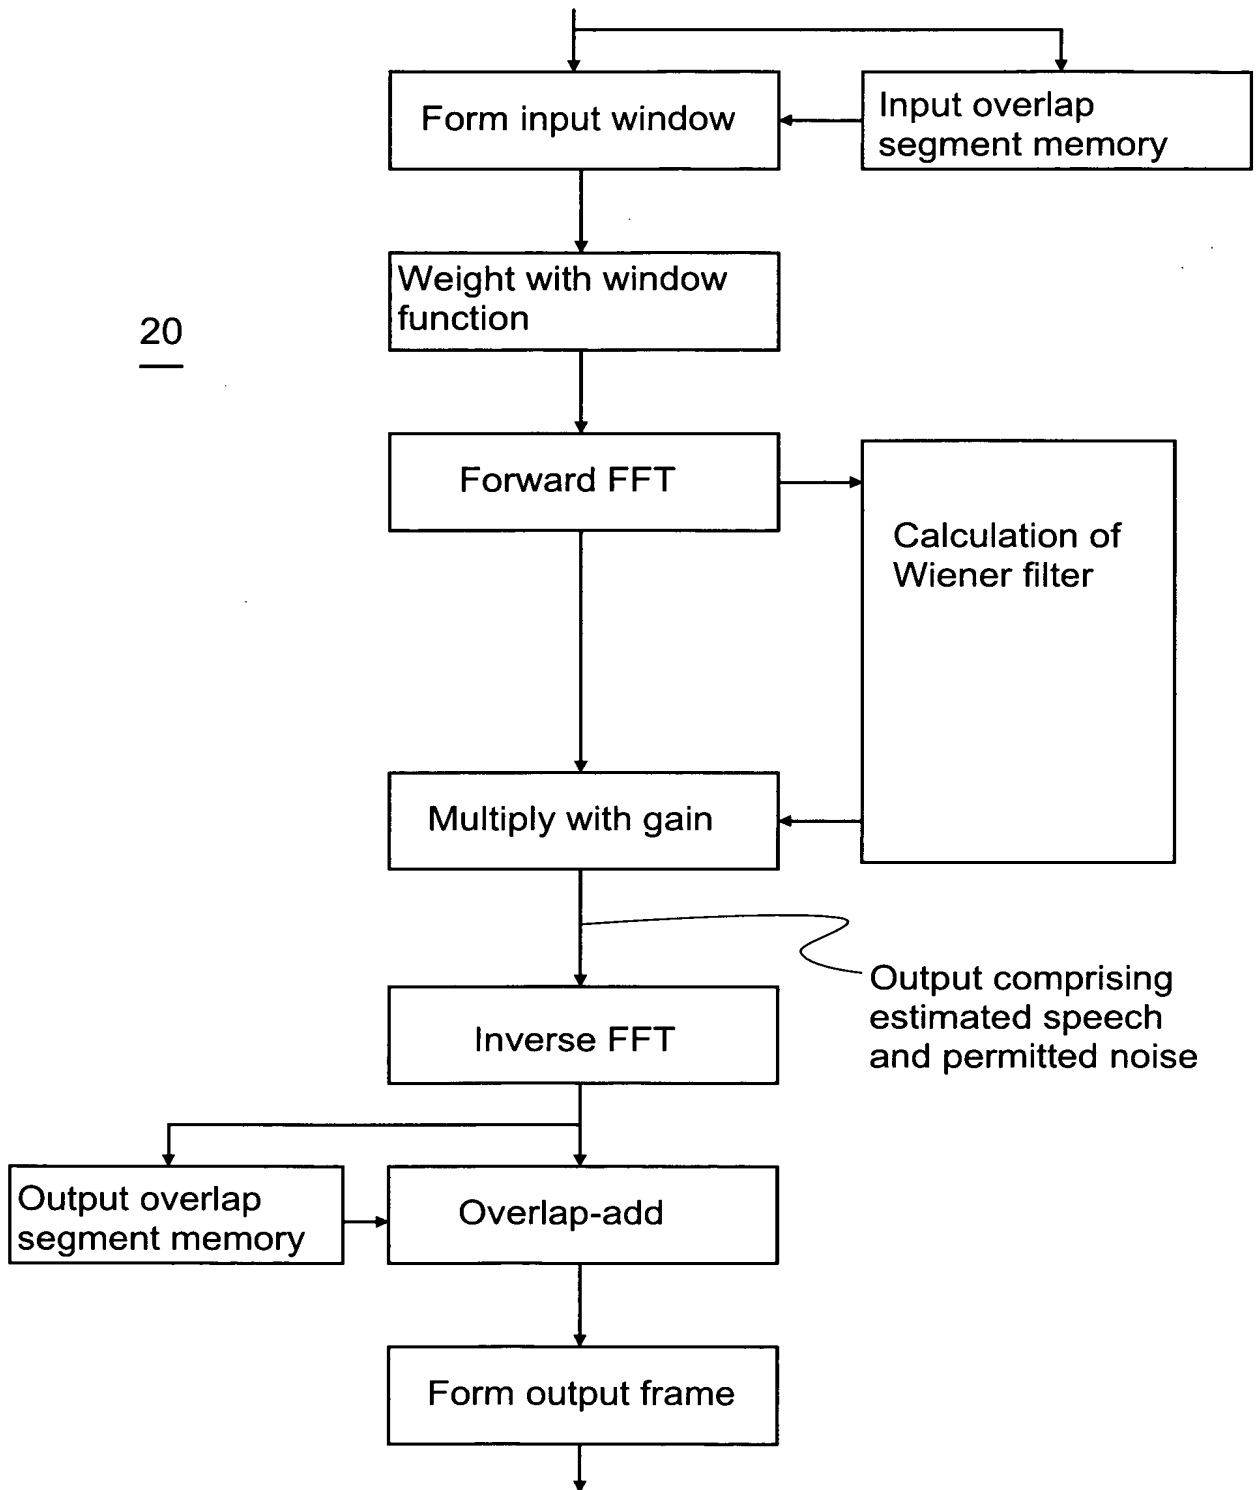 Form input window
Input overlap
segment memory
Weight with window
function
20
Forward FFT
Calculation of
Wiener filter
Multiply with gain
Output comprising
estimated speech
and permitted noise
Inverse FFT
Output overlap
segment memory
Overlap-add
Form output frame